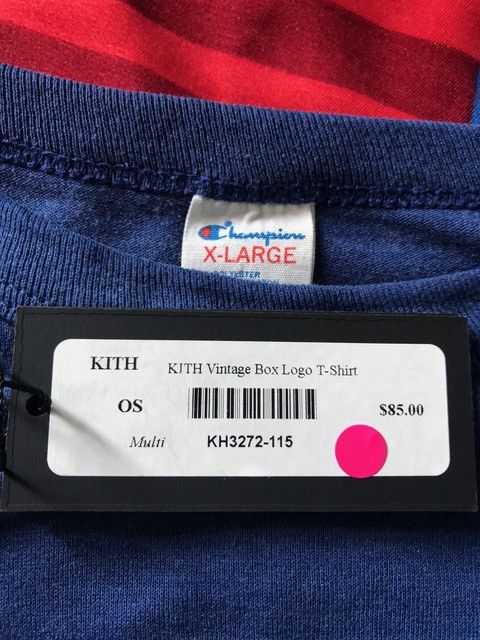 Champion
X-LARGE
KITH
KITH Vintage Box Logo T-Shirt
OS
$85.00
Multi
KH3272-115